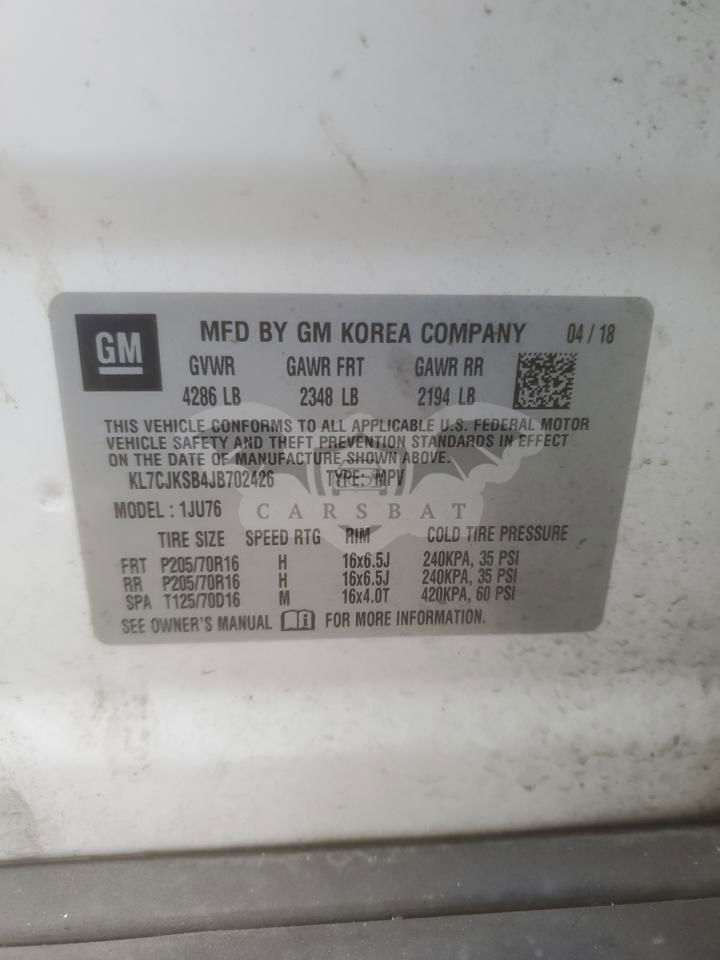 GM
MFD BY GM KOREA COMPANY 04 / 18
GVWR GAWR FRT GAWR RR
4286 LB 2348 LB 2194 LB
THIS VEHICLE CONFORMS TO ALL APPLICABLE U.S. FEDERAL MOTOR
VEHICLE SAFETY AND THEFT PREVENTION STANDARDS IN EFFECT
ON THE DATE OF MANUFACTURE SHOWN ABOVE.
KL7CJKSB4JB702426 TYPE: MPV
MODEL : 1JU76
CARSBAT
TIRE SIZE SPEED RTG RIM COLD TIRE PRESSURE
FRT P205/70R16 H 16x6.5J 240KPA, 35 PSI
RR P205/70R16 H 16x6.5J 240KPA, 35 PSI
SPA T125/70D16 M 16x4.0T 420KPA, 60 PSI
SEE OWNER'S MANUAL FOR MORE INFORMATION.